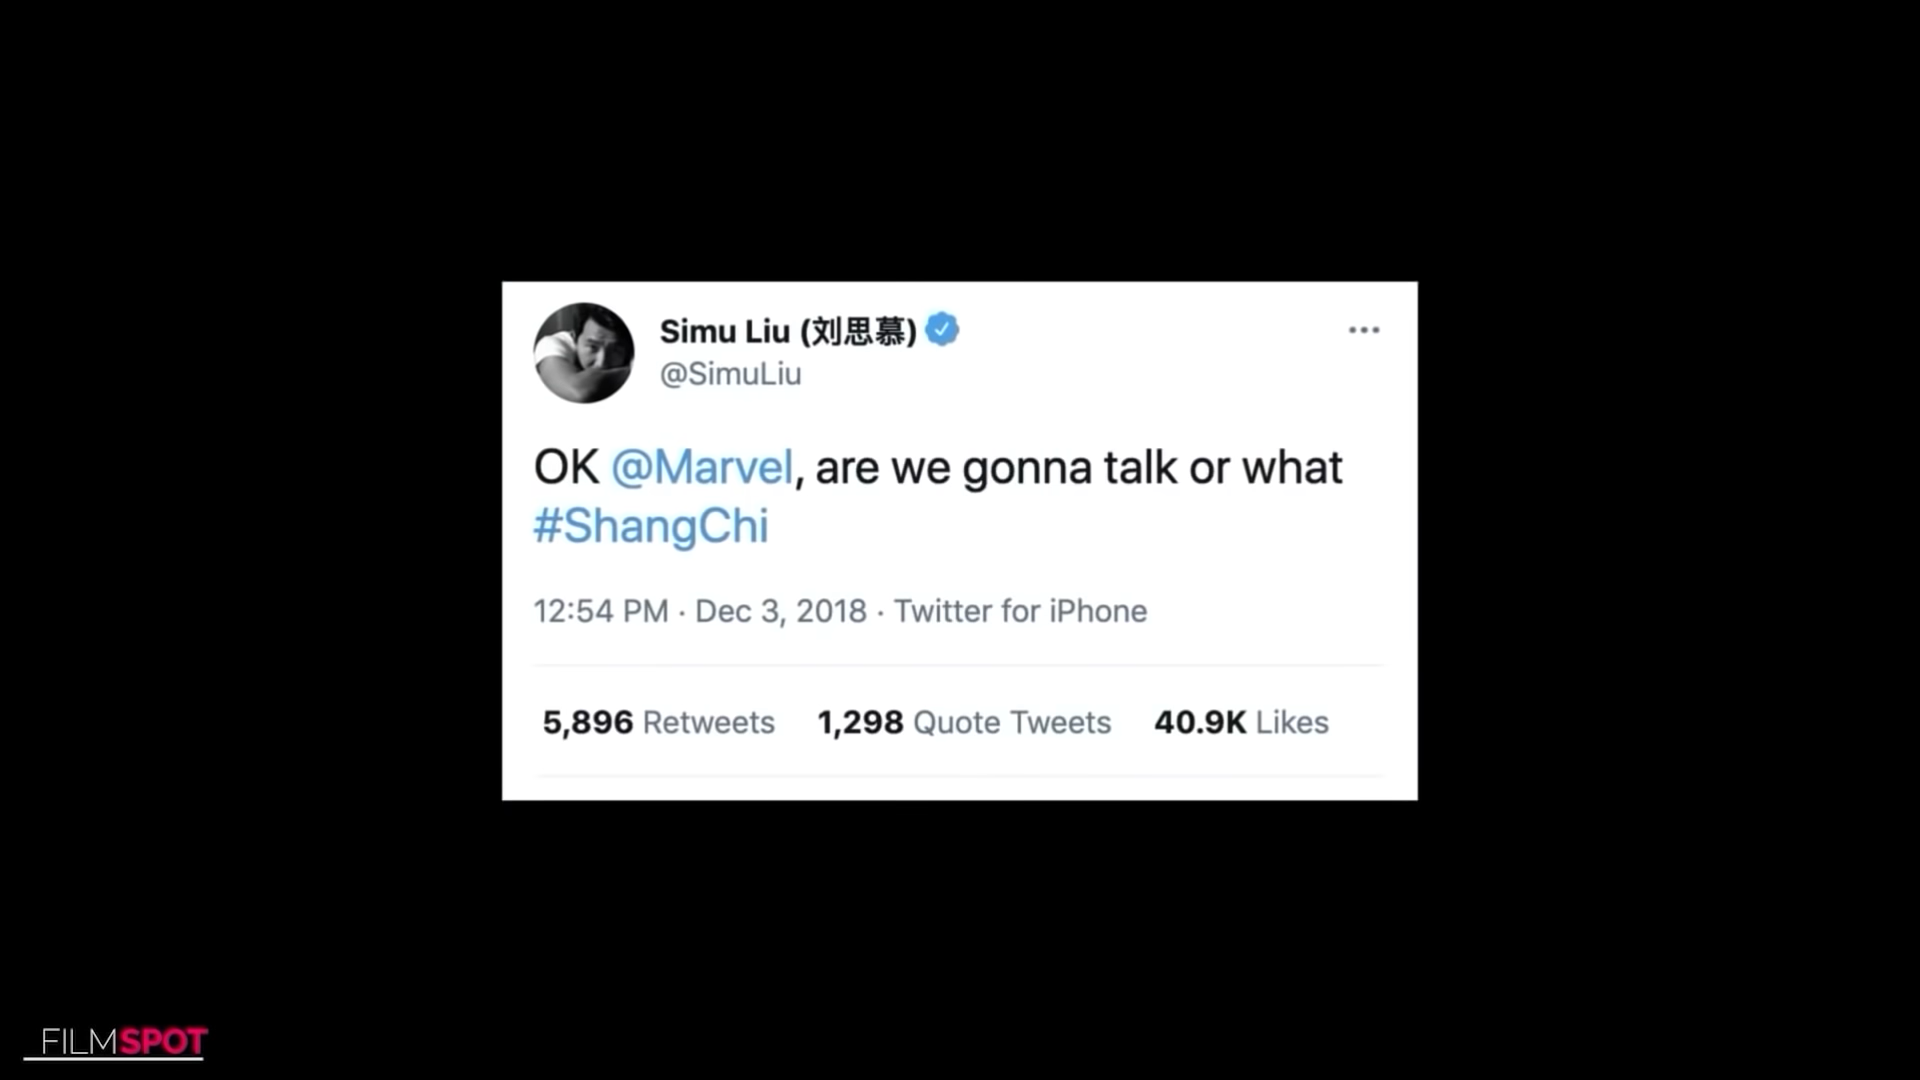 Simu Liu (刘思慕)
@SimuLiu
OK @Marvel, are we gonna talk or what
#ShangChi
12:54 PM · Dec 3, 2018 · Twitter for iPhone
5,896 Retweets 1,298 Quote Tweets 40.9K Likes
FILMSPOT